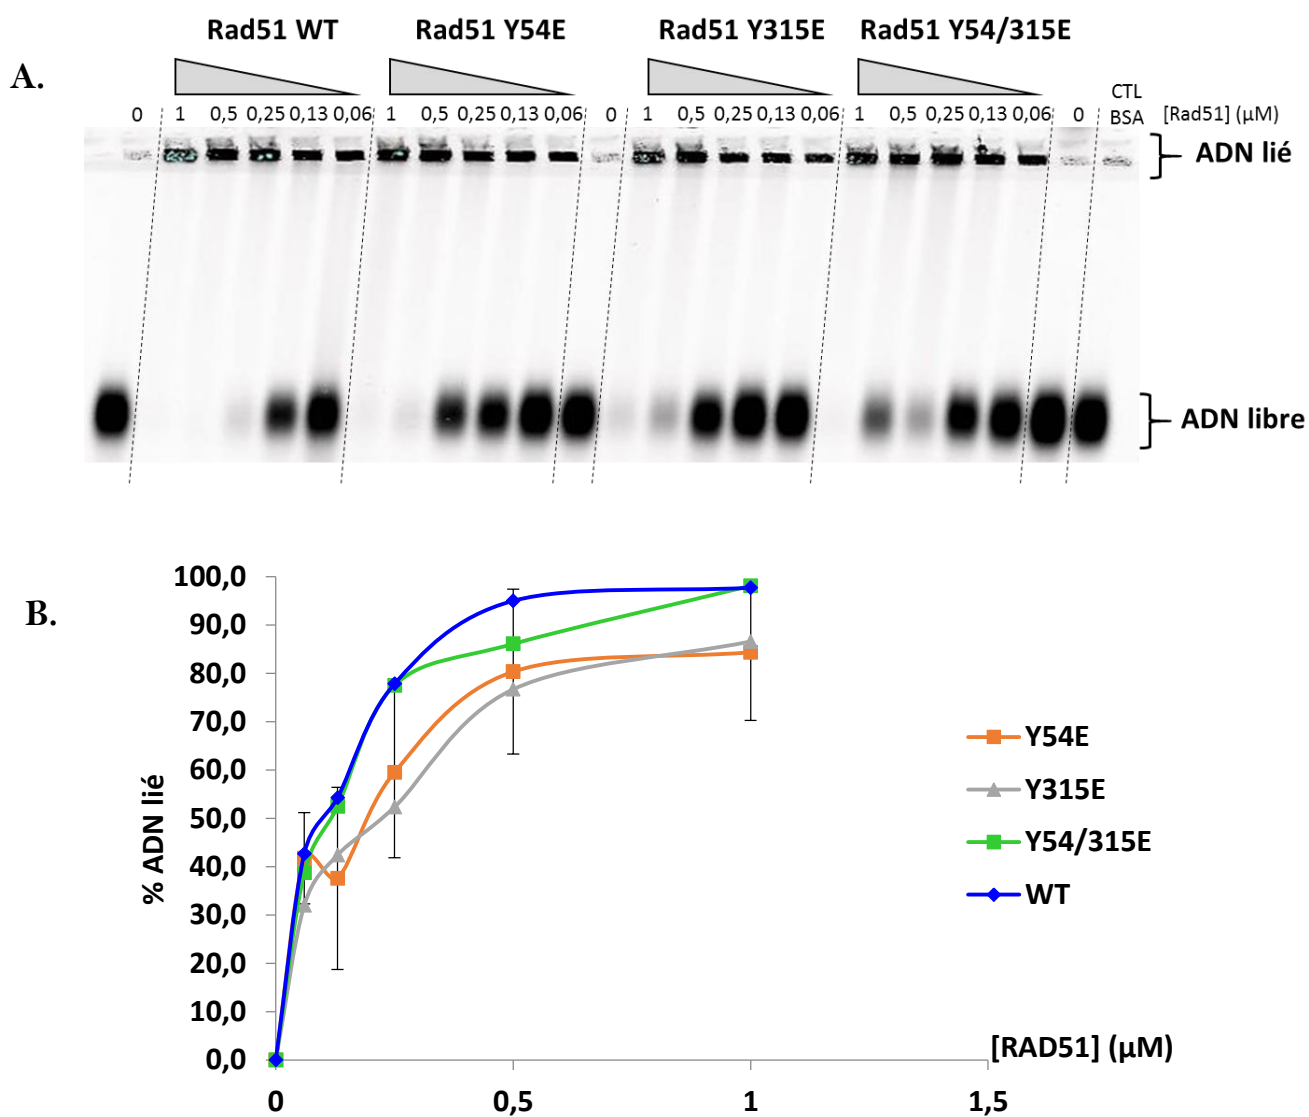 Rad51 WT Rad51 Y54E Rad51 Y315E Rad51 Y54/315E
A.
CTL
0 1 0,5 0,25 0,13 0,06 1 0,5 0,25 0,13 0,06 0 1 0,5 0,25 0,13 0,06 1 0,5 0,25 0,13 0,06 0 BSA [Rad51] (µM)
ADN lié
ADN libre
B.
100,0
90,0
80,0
70,0
60,0
50,0
40,0
30,0
20,0
10,0
0,0
% ADN lié
Y54E
Y315E
Y54/315E
WT
[RAD51] (µM)
0 0,5 1 1,5